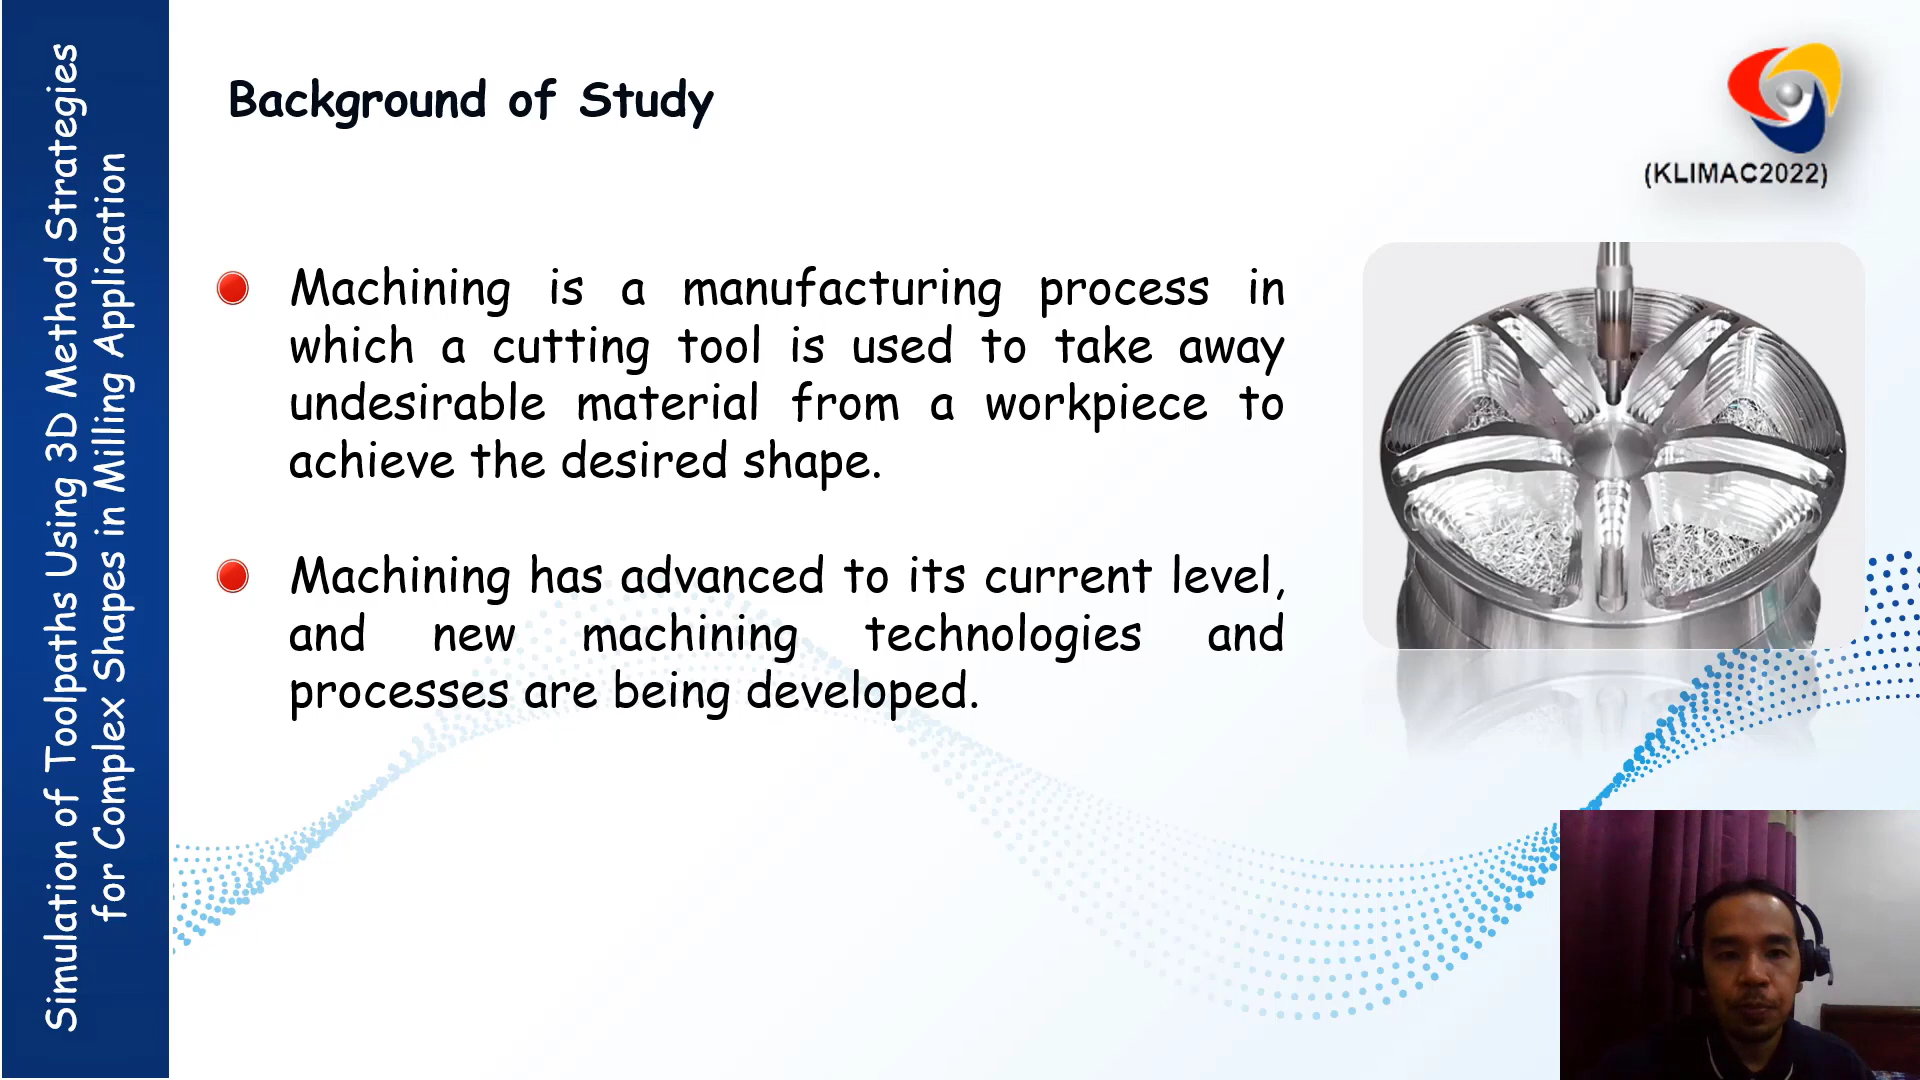 Simulation of Toolpaths Using 3D Method Strategies
for Complex Shapes in Milling Application
Background of Study
(KLIMAC2022)
Machining is a manufacturing process in
which a cutting tool is used to take away
undesirable material from a workpiece to
achieve the desired shape.
Machining has advanced to its current level,
and new machining technologies and
processes are being developed.